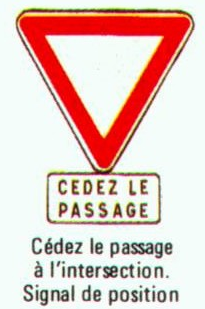 CEDEZ LE
PASSAGE
Cédez le passage
à l'intersection.
Signal de position